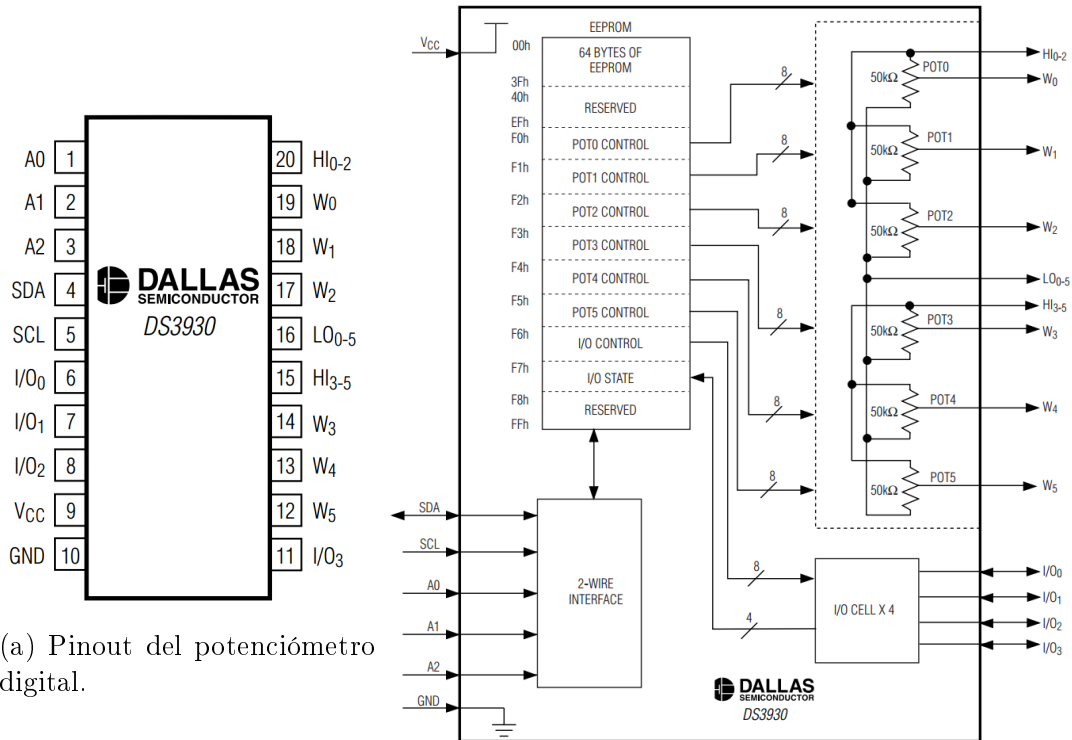 A0 1
A1 2
A2 3
SDA 4
SCL 5
I/O0 6
I/O1 7
I/O2 8
VCC 9
GND 10
20 HI0-2
19 W0
18 W1
17 W2
16 LO0-5
15 HI3-5
14 W3
13 W4
12 W5
11 I/O3
DALLAS
SEMICONDUCTOR
DS3930
(a) Pinout del potenciómetro
digital.
VCC
EEPROM
00h
64 BYTES OF
EEPROM
3Fh
40h
RESERVED
EFh
F0h
POT0 CONTROL
F1h
POT1 CONTROL
F2h
POT2 CONTROL
F3h
POT3 CONTROL
F4h
POT4 CONTROL
F5h
POT5 CONTROL
F6h
I/O CONTROL
F7h
I/O STATE
F8h
RESERVED
FFh
8
8
8
8
8
8
8
4
50kΩ POT0
50kΩ POT1
50kΩ POT2
50kΩ POT3
50kΩ POT4
50kΩ POT5
HI0-2
W0
W1
W2
LO0-5
HI3-5
W3
W4
W5
SDA
SCL
A0
A1
A2
GND
2-WIRE
INTERFACE
I/O CELL X 4
I/O0
I/O1
I/O2
I/O3
DALLAS
SEMICONDUCTOR
DS3930